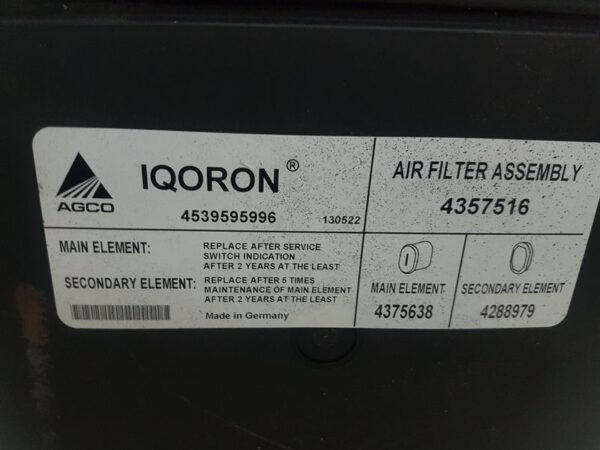 AGCO
IQORON®
4539595996
130522
AIR FILTER ASSEMBLY
4357516
MAIN ELEMENT:
REPLACE AFTER SERVICE
SWITCH INDICATION
AFTER 2 YEARS AT THE LEAST
SECONDARY ELEMENT:
REPLACE AFTER 5 TIMES
MAINTENANCE OF MAIN ELEMENT
AFTER 2 YEARS AT THE LEAST
Made in Germany
MAIN ELEMENT
4375638
SECONDARY ELEMENT
4288979